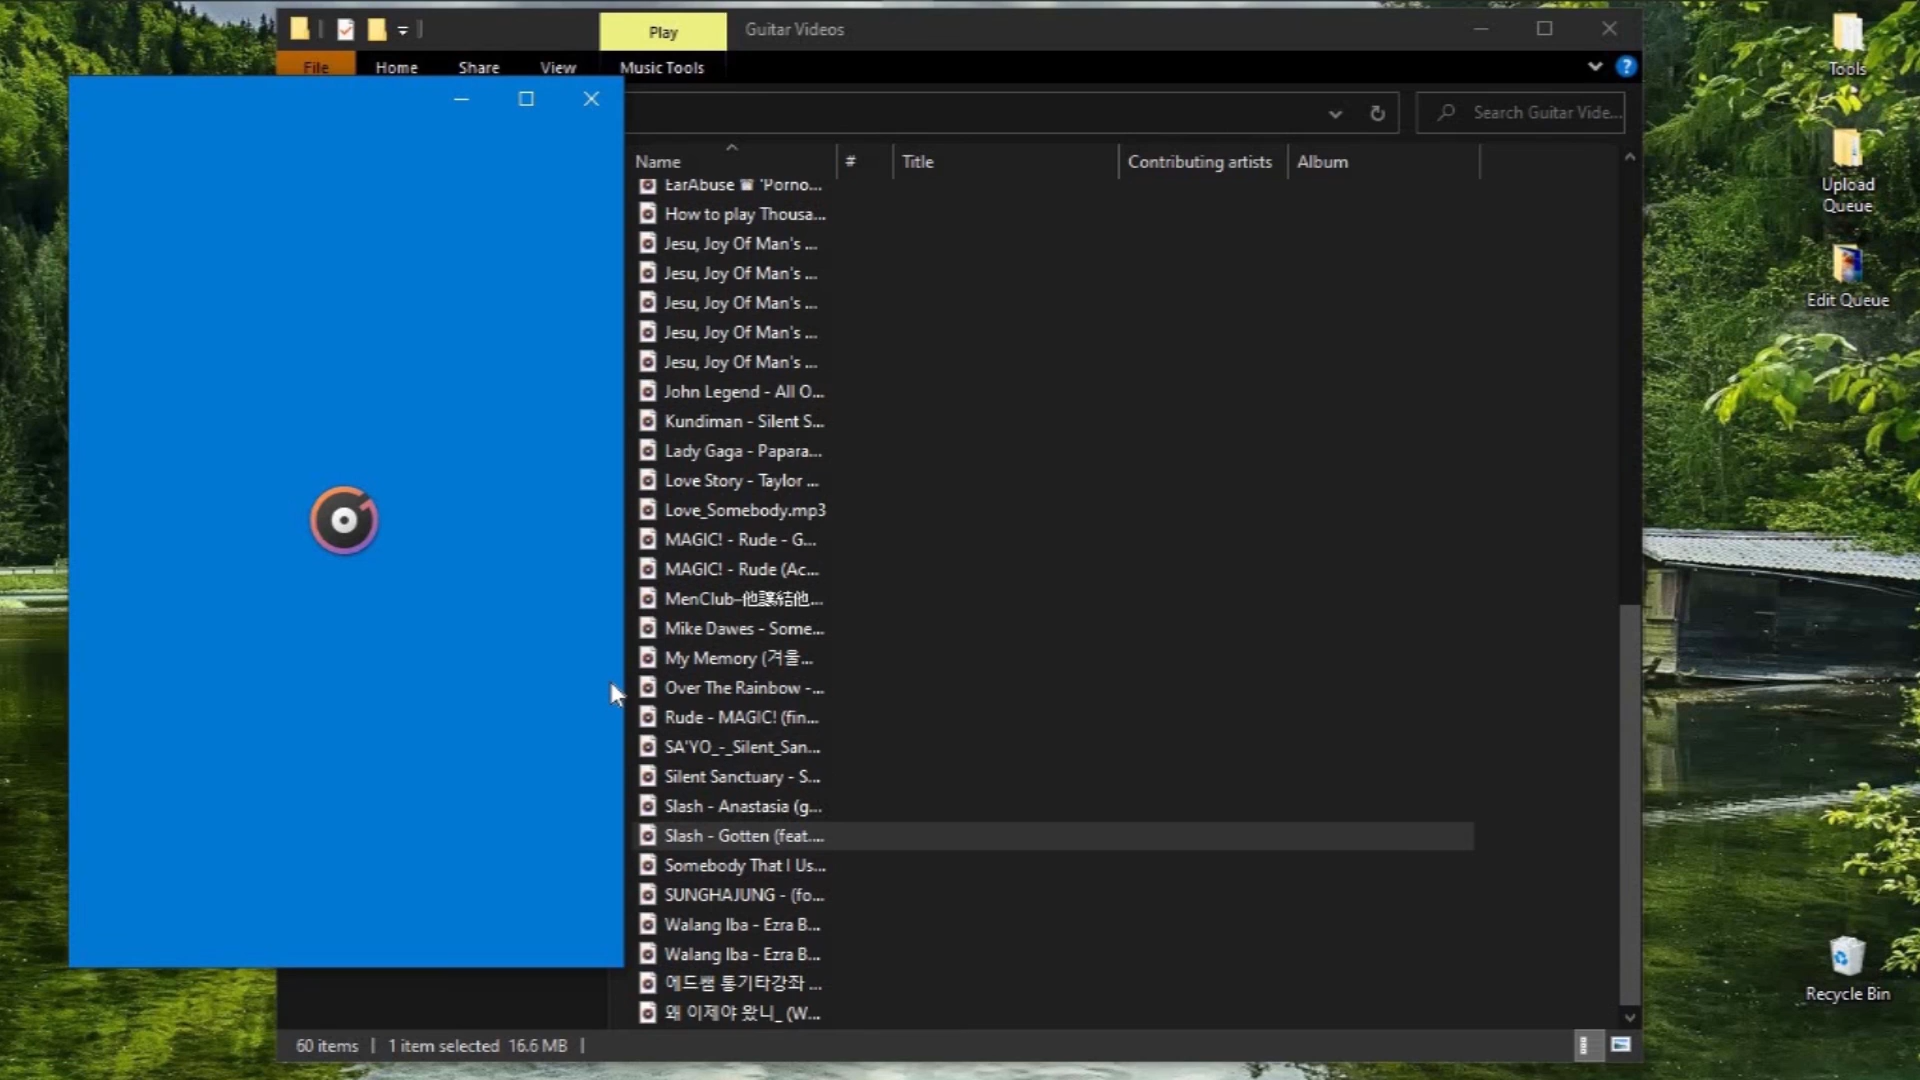 Play
Guitar Videos
File
Home
Share
View
Music Tools
Search Guitar Vide...
Name
#
Title
Contributing artists
Album
EarAbuse ♕ 'Porno...
How to play Thousa...
Jesu, Joy Of Man's ...
Jesu, Joy Of Man's ...
Jesu, Joy Of Man's ...
Jesu, Joy Of Man's ...
Jesu, Joy Of Man's ...
John Legend - All O...
Kundiman - Silent S...
Lady Gaga - Papara...
Love Story - Taylor ...
Love_Somebody.mp3
MAGIC! - Rude - G...
MAGIC! - Rude (Ac...
MenClub–他讓結他...
Mike Dawes - Some...
My Memory (겨울...
Over The Rainbow -...
Rude - MAGIC! (fin...
SA'YO_-_Silent_San...
Silent Sanctuary - S...
Slash - Anastasia (g...
Slash - Gotten (feat....
Somebody That I Us...
SUNGHAJUNG - (fo...
Walang Iba - Ezra B...
Walang Iba - Ezra B...
에드쌤 통기타강좌 ...
왜 이제야 왔니_ (W...
60 items
1 item selected 16.6 MB
Tools
Upload
Queue
Edit Queue
Recycle Bin